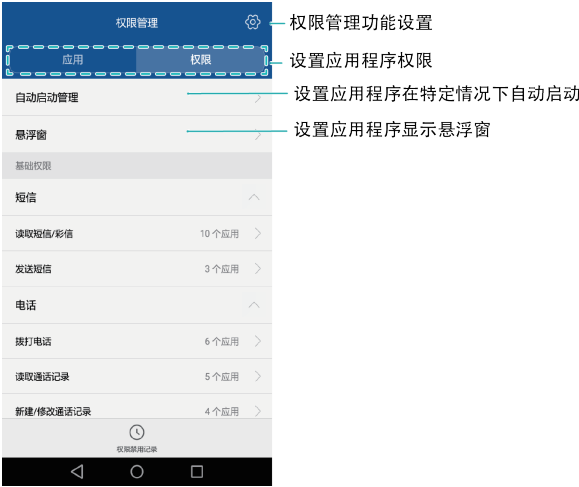 权限管理
权限管理功能设置
应用 权限
设置应用程序权限
自动启动管理
设置应用程序在特定情况下自动启动
悬浮窗
设置应用程序显示悬浮窗
基础权限
短信
读取短信/彩信 10 个应用
发送短信 3 个应用
电话
拨打电话 6 个应用
读取通话记录 5 个应用
新建/修改通话记录 4 个应用
权限禁用记录